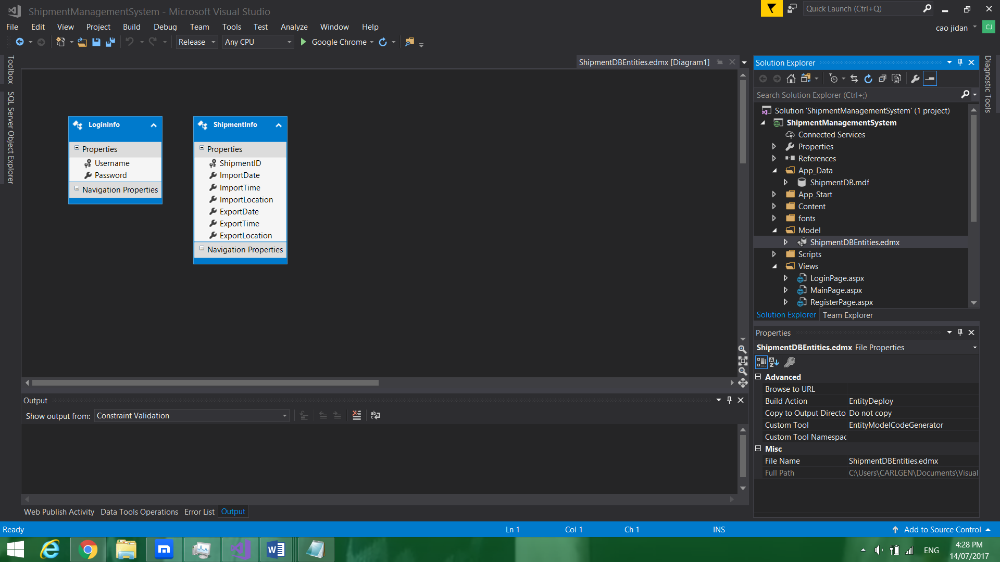 ShipmentManagementSystem - Microsoft Visual Studio
Quick Launch (Ctrl+Q)
File Edit View Project Build Debug Team Tools Test Analyze Window Help
cao jidan CJ
Release Any CPU Google Chrome
Toolbox
SQL Server Object Explorer
ShipmentDBEntities.edmx [Diagram1]
LoginInfo
Properties
Username
Password
Navigation Properties
ShipmentInfo
Properties
ShipmentID
ImportDate
ImportTime
ImportLocation
ExportDate
ExportTime
ExportLocation
Navigation Properties
Solution Explorer
Search Solution Explorer (Ctrl+;)
Solution 'ShipmentManagementSystem' (1 project)
ShipmentManagementSystem
Connected Services
Properties
References
App_Data
ShipmentDB.mdf
App_Start
Content
fonts
Model
ShipmentDBEntities.edmx
Scripts
Views
LoginPage.aspx
MainPage.aspx
RegisterPage.aspx
Solution Explorer Team Explorer
Diagnostic Tools
Properties
ShipmentDBEntities.edmx File Properties
Advanced
Browse to URL
Build Action EntityDeploy
Copy to Output Directo Do not copy
Custom Tool EntityModelCodeGenerator
Custom Tool Namespac
Misc
File Name ShipmentDBEntities.edmx
Full Path C:\Users\CARLGEN\Documents\Visual
Output
Show output from: Constraint Validation
Web Publish Activity Data Tools Operations Error List Output
Ready Ln 1 Col 1 Ch 1 INS Add to Source Control
ENG
4:28 PM
14/07/2017